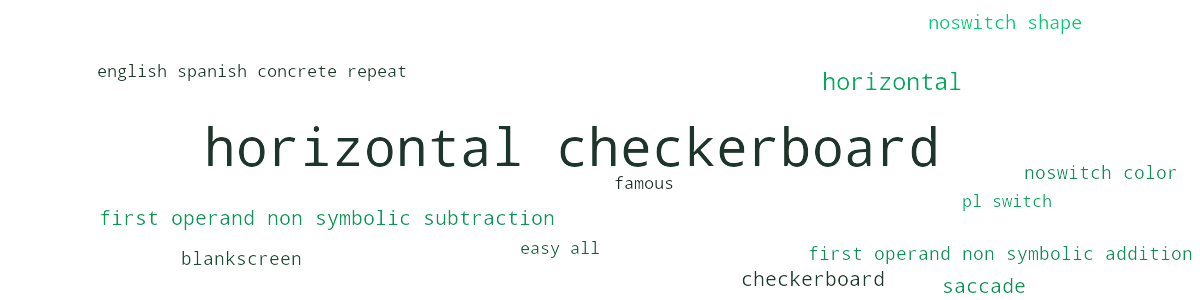 noswitch shape
english spanish concrete repeat
horizontal
horizontal checkerboard
noswitch color
famous
pl switch
first operand non symbolic subtraction
easy all
first operand non symbolic addition
blankscreen
checkerboard
saccade